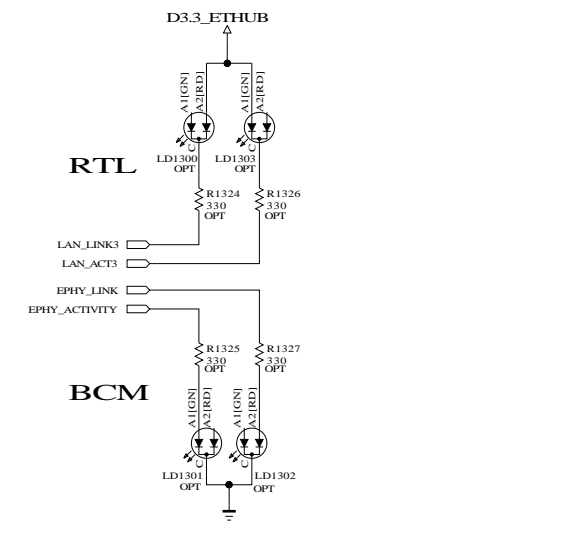 D3.3_ETHUB
A1[GN]
A2[RD]
A1[GN]
A2[RD]
C
C
LD1300
OPT
LD1303
OPT
RTL
R1324
330
OPT
R1326
330
OPT
LAN_LINK3
LAN_ACT3
EPHY_LINK
EPHY_ACTIVITY
R1325
330
OPT
R1327
330
OPT
BCM
A1[GN]
A2[RD]
A1[GN]
A2[RD]
C
C
LD1301
OPT
LD1302
OPT